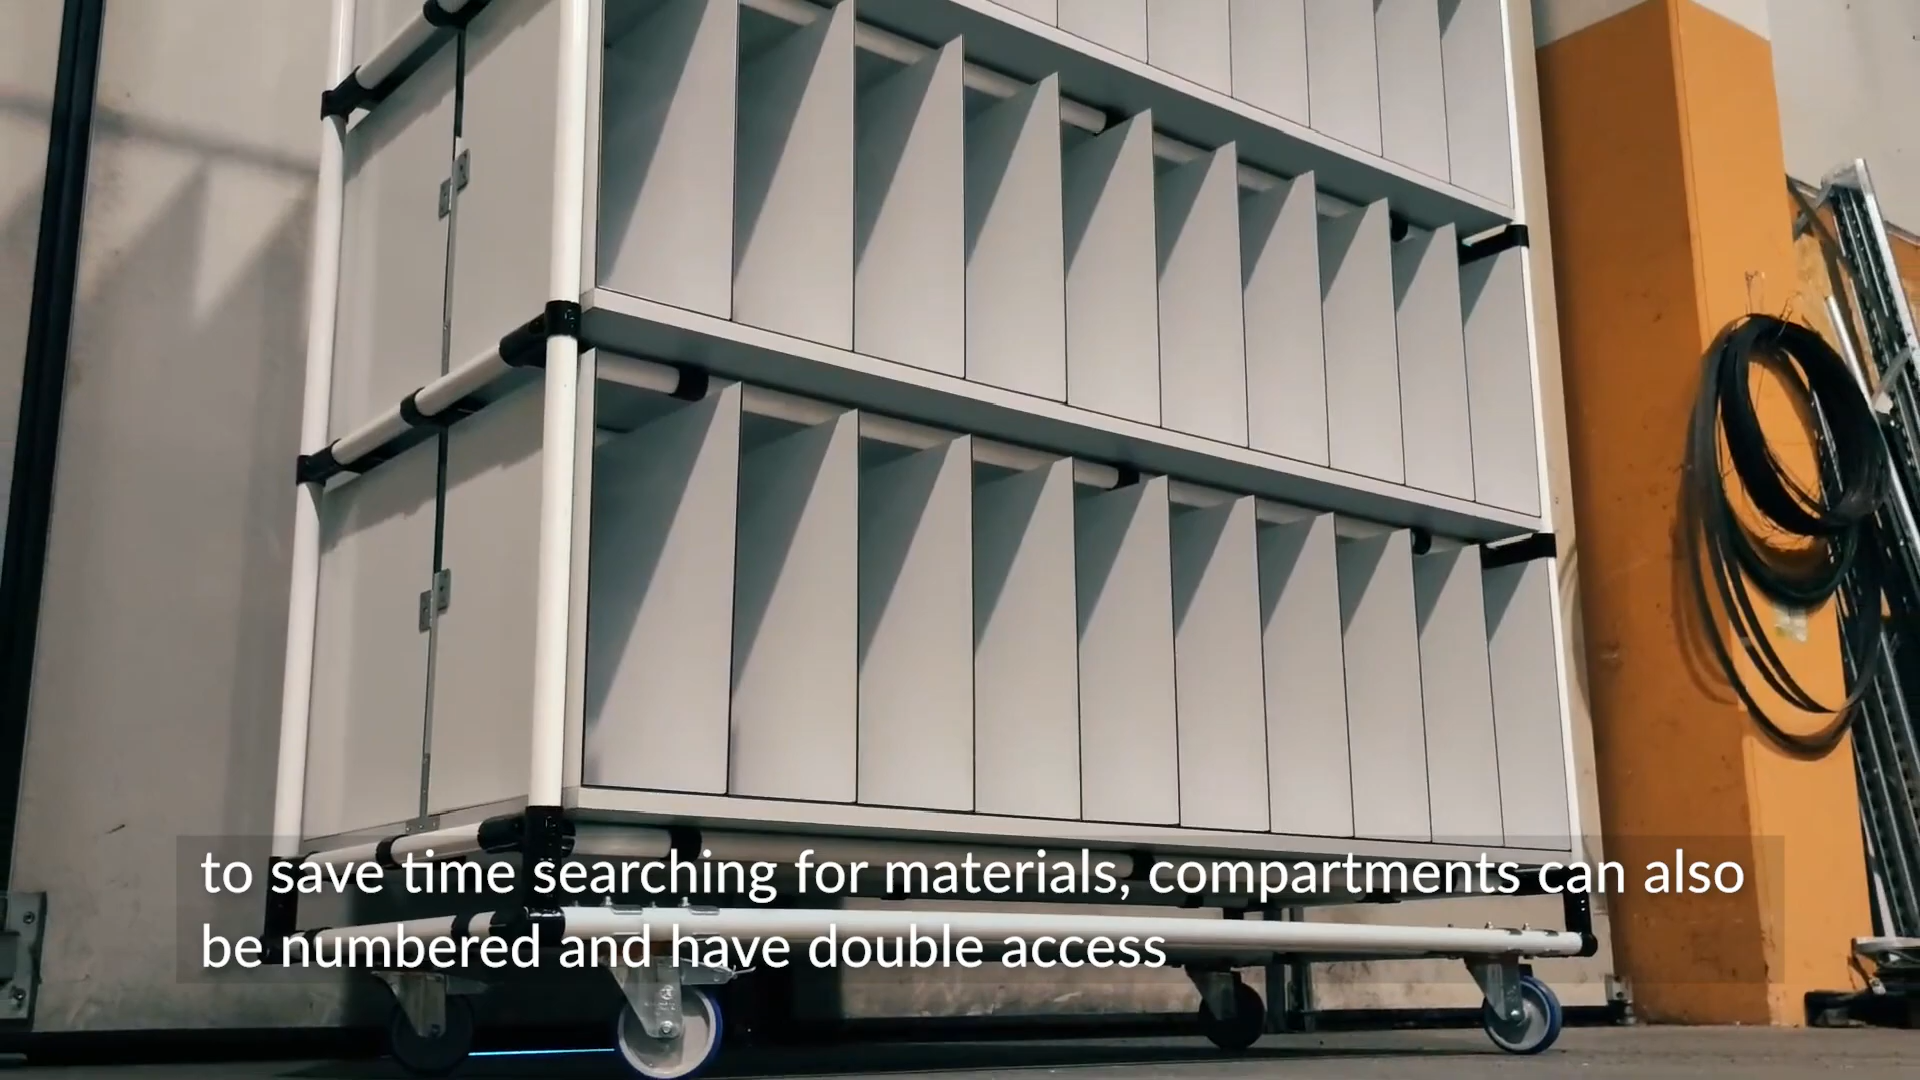 to save time searching for materials, compartments can also
be numbered and have double access